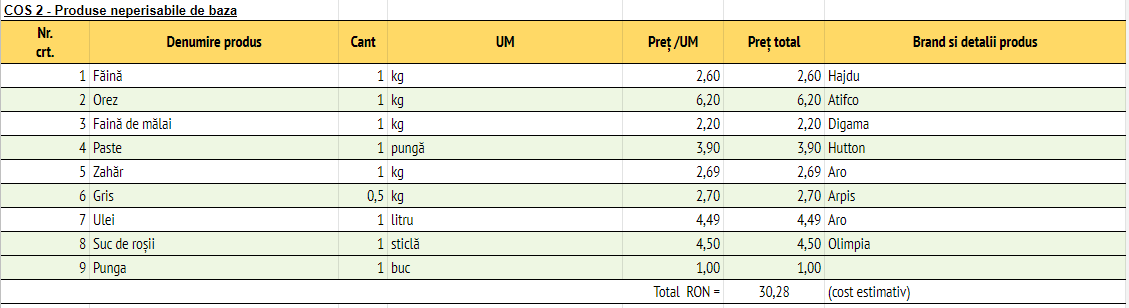 COS 2 - Produse neperisabile de baza
Nr. crt. Denumire produs Cant UM Preț /UM Preț total Brand si detalii produs
1 Făină 1 kg 2,60 2,60 Hajdu
2 Orez 1 kg 6,20 6,20 Atifco
3 Faină de mălai 1 kg 2,20 2,20 Digama
4 Paste 1 pungă 3,90 3,90 Hutton
5 Zahăr 1 kg 2,69 2,69 Aro
6 Gris 0,5 kg 2,70 2,70 Arpis
7 Ulei 1 litru 4,49 4,49 Aro
8 Suc de roșii 1 sticlă 4,50 4,50 Olimpia
9 Punga 1 buc 1,00 1,00
Total RON = 30,28 (cost estimativ)